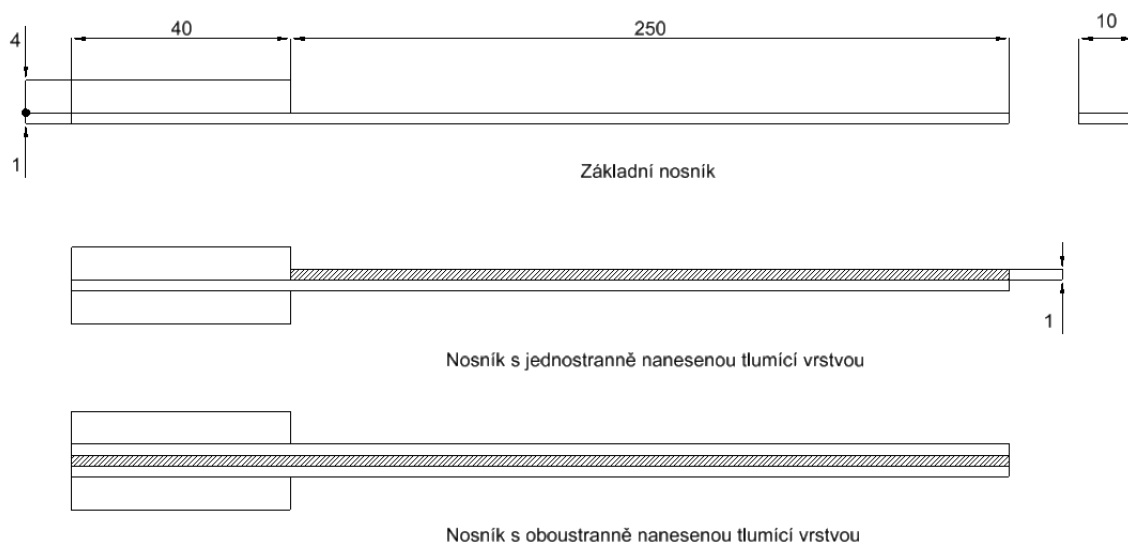 40
250
10
4
1
Základní nosník
1
Nosník s jednostranně nanesenou tlumící vrstvou
Nosník s oboustranně nanesenou tlumící vrstvou